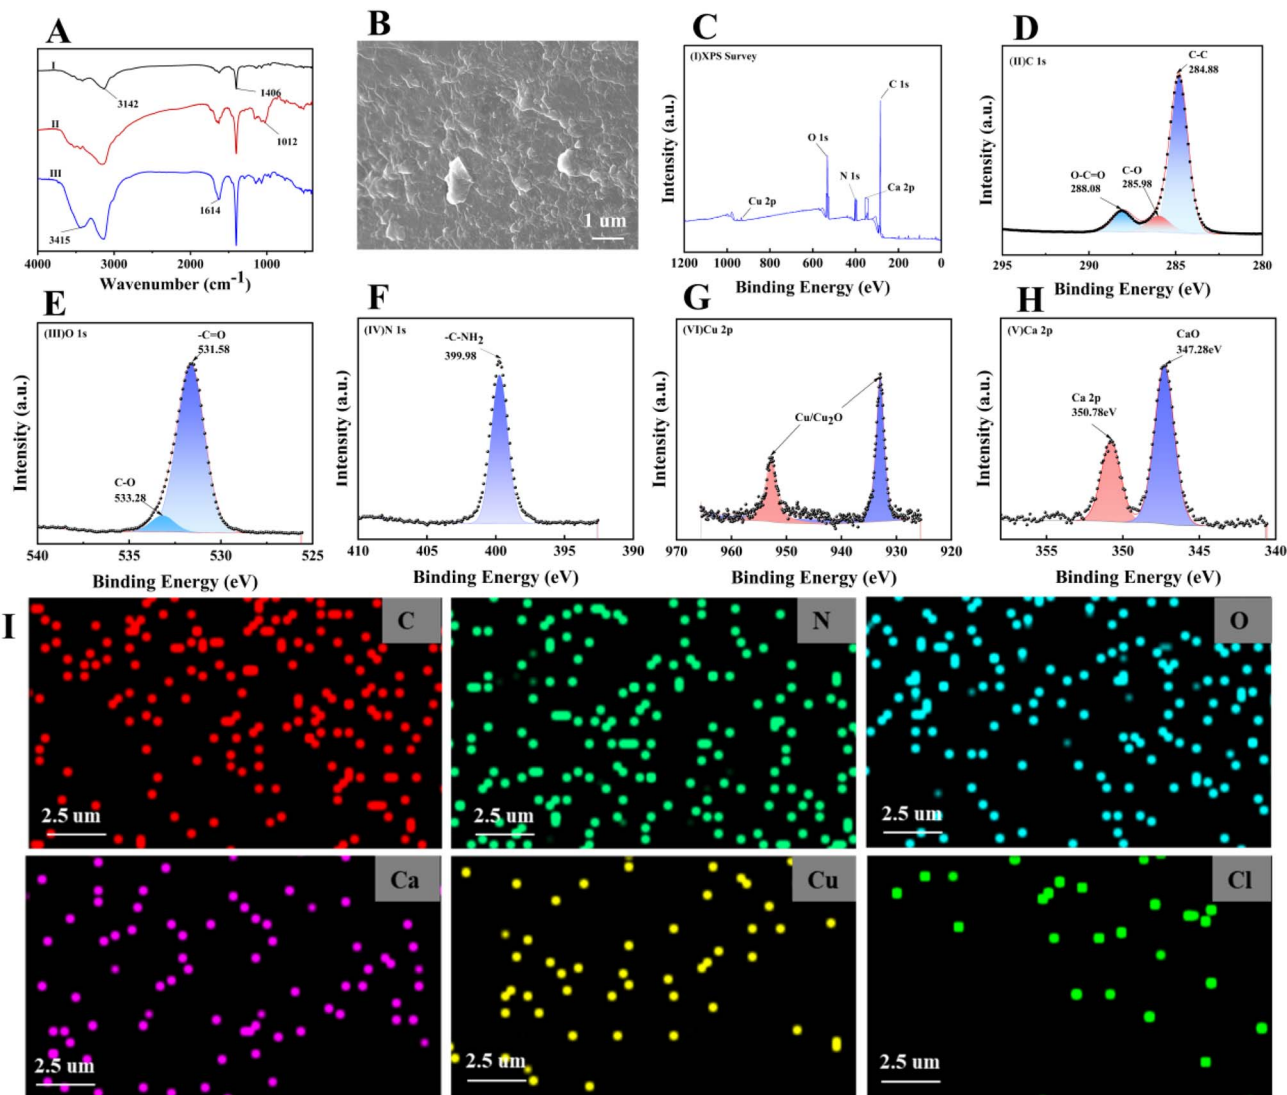 A
I
3142
1406
II
1012
III
1614
3415
4000 3000 2000 1000
Wavenumber (cm-1)
B
1 um
C
(I)XPS Survey
C 1s
O 1s
N 1s
Ca 2p
Cu 2p
Intensity (a.u.)
1200 1000 800 600 400 200 0
Binding Energy (eV)
D
(II)C 1s
C-C
284.88
O-C=O
288.08
C-O
285.98
Intensity (a.u.)
295 290 285 280
Binding Energy (eV)
E
(III)O 1s
-C=O
531.58
C-O
533.28
Intensity (a.u.)
540 535 530 525
Binding Energy (eV)
F
(IV)N 1s
-C-NH2
399.98
Intensity (a.u.)
410 405 400 395 390
Binding Energy (eV)
G
(VI)Cu 2p
Cu/Cu2O
Intensity (a.u.)
970 960 950 940 930 920
Binding Energy (eV)
H
(V)Ca 2p
CaO
347.28eV
Ca 2p
350.78eV
Intensity (a.u.)
355 350 345 340
Binding Energy (eV)
I
C
2.5 um
N
2.5 um
O
2.5 um
Ca
2.5 um
Cu
2.5 um
Cl
2.5 um